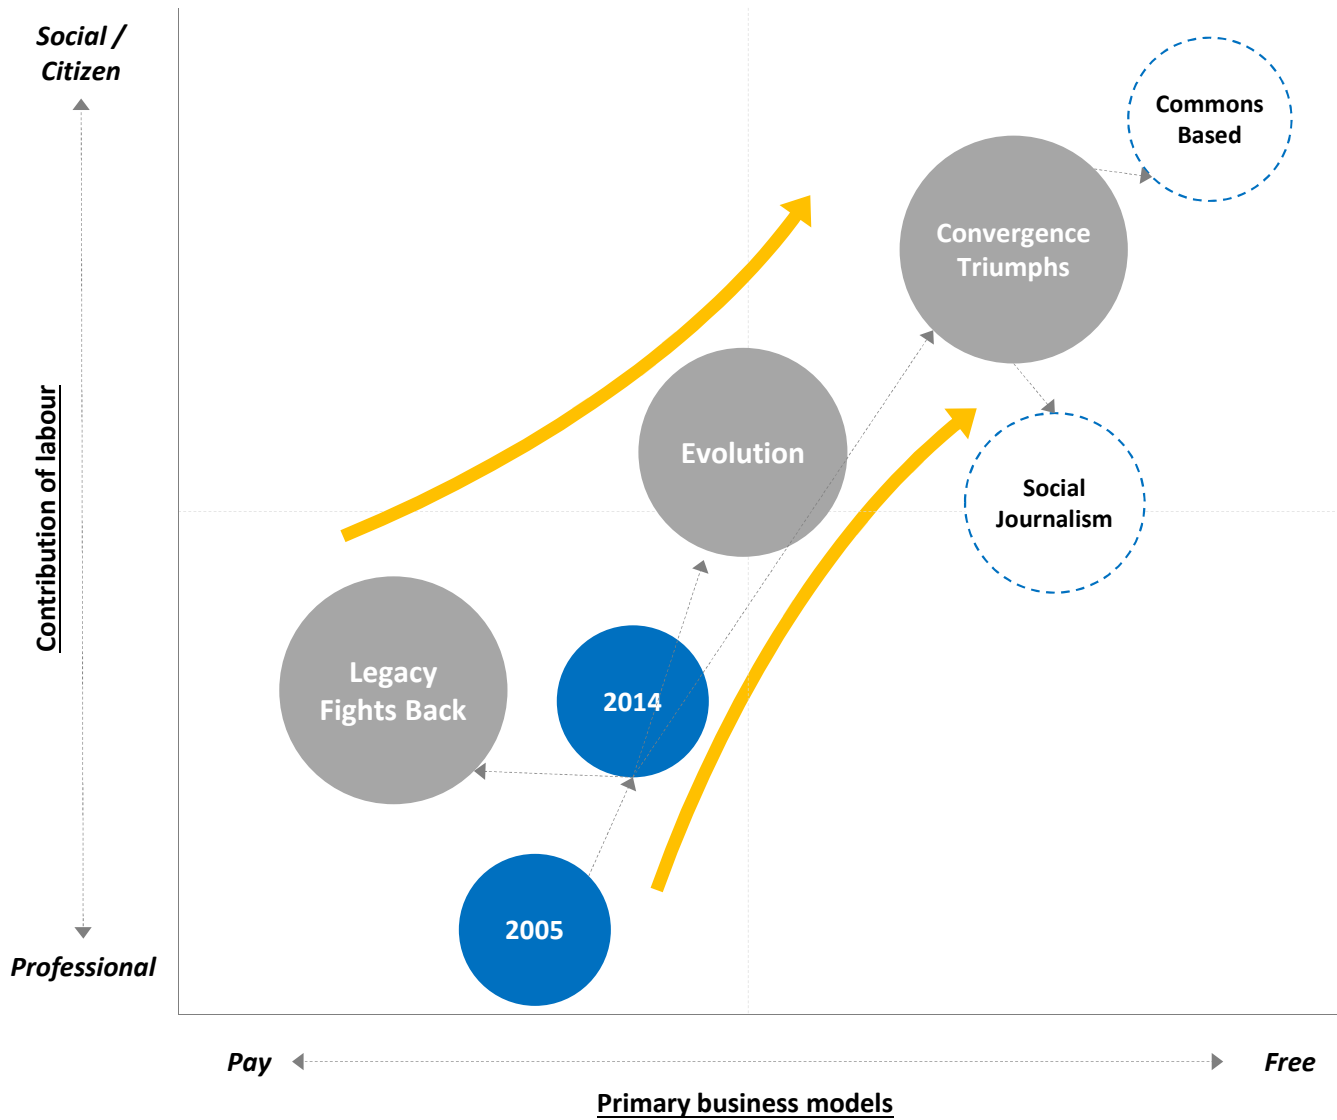 Social /
Citizen
Commons
Based
Convergence
Triumphs
Evolution
Social
Journalism
Contribution of labour
Legacy
Fights Back
2014
2005
Professional
Pay
Free
Primary business models